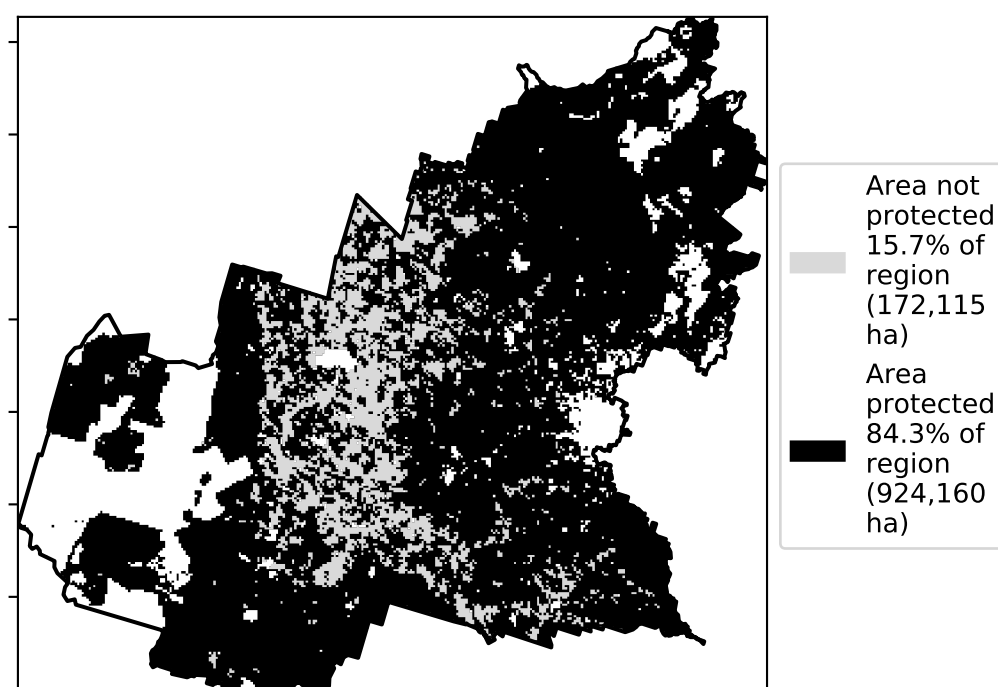 Area not
protected
15.7% of
region
(172,115
ha)
Area
protected
84.3% of
region
(924,160
ha)